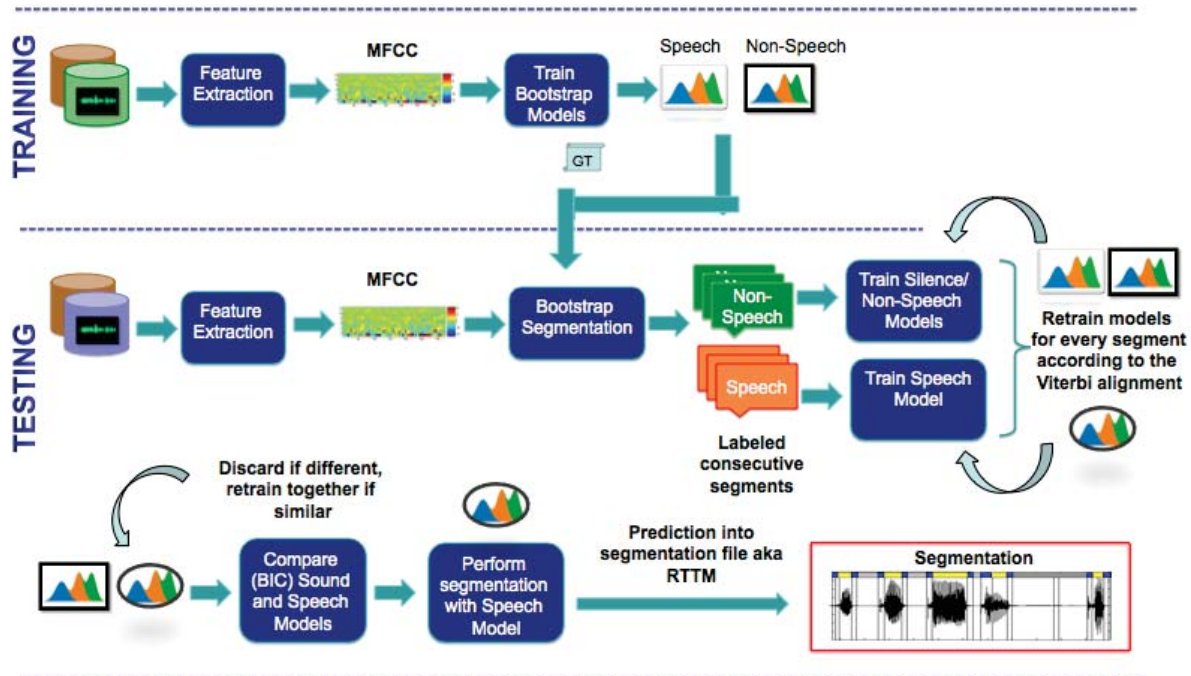 TRAINING
Feature
Extraction
MFCC
Train
Bootstrap
Models
Speech
Non-Speech
GT
TESTING
Feature
Extraction
MFCC
Bootstrap
Segmentation
Non-
Speech
Speech
Labeled
consecutive
segments
Train Silence/
Non-Speech
Models
Train Speech
Model
Retrain models
for every segment
according to the
Viterbi alignment
Discard if different,
retrain together if
similar
Compare
(BIC) Sound
and Speech
Models
Perform
segmentation
with Speech
Model
Prediction into
segmentation file aka
RTTM
Segmentation